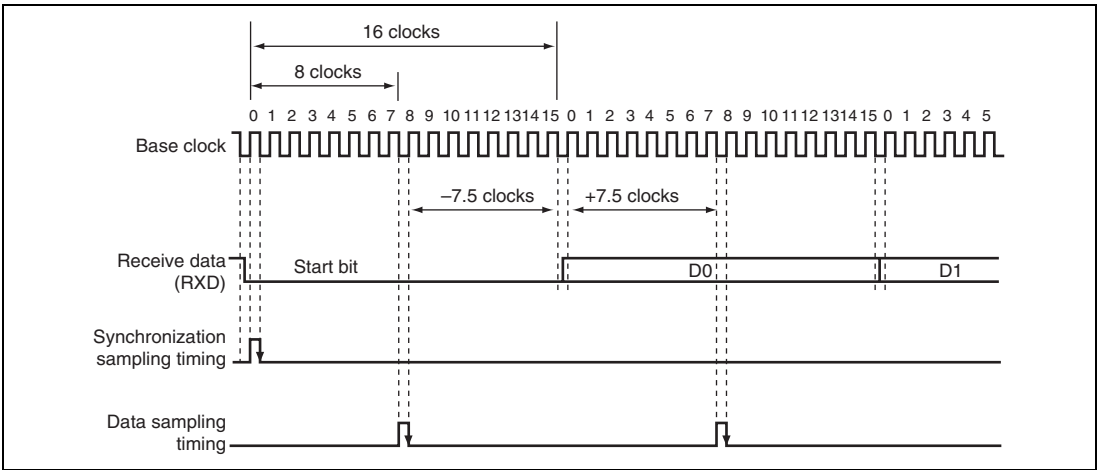 16 clocks
8 clocks
0 1 2 3 4 5 6 7 8 9 10 11 12 13 14 15 0 1 2 3 4 5 6 7 8 9 10 11 12 13 14 15 0 1 2 3 4 5
Base clock
–7.5 clocks +7.5 clocks
Receive data
(RXD)
Start bit D0 D1
Synchronization
sampling timing
Data sampling
timing